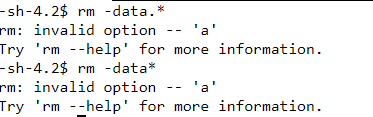 -sh-4.2$ rm -data.*
rm: invalid option -- 'a'
Try 'rm --help' for more information.
-sh-4.2$ rm -data*
rm: invalid option -- 'a'
Try 'rm --help' for more information.